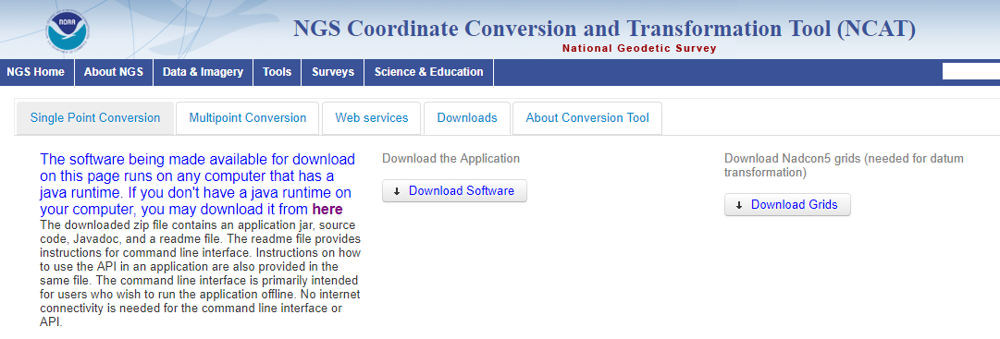 NOAA
NGS Coordinate Conversion and Transformation Tool (NCAT)
National Geodetic Survey
NGS Home About NGS Data & Imagery Tools Surveys Science & Education
Single Point Conversion Multipoint Conversion Web services Downloads About Conversion Tool
The software being made available for download
on this page runs on any computer that has a
java runtime. If you don't have a java runtime on
your computer, you may download it from here
The downloaded zip file contains an application jar, source
code, Javadoc, and a readme file. The readme file provides
instructions for command line interface. Instructions on how
to use the API in an application are also provided in the
same file. The command line interface is primarily intended
for users who wish to run the application offline. No internet
connectivity is needed for the command line interface or
API.
Download the Application
Download Software
Download Nadcon5 grids (needed for datum
transformation)
Download Grids